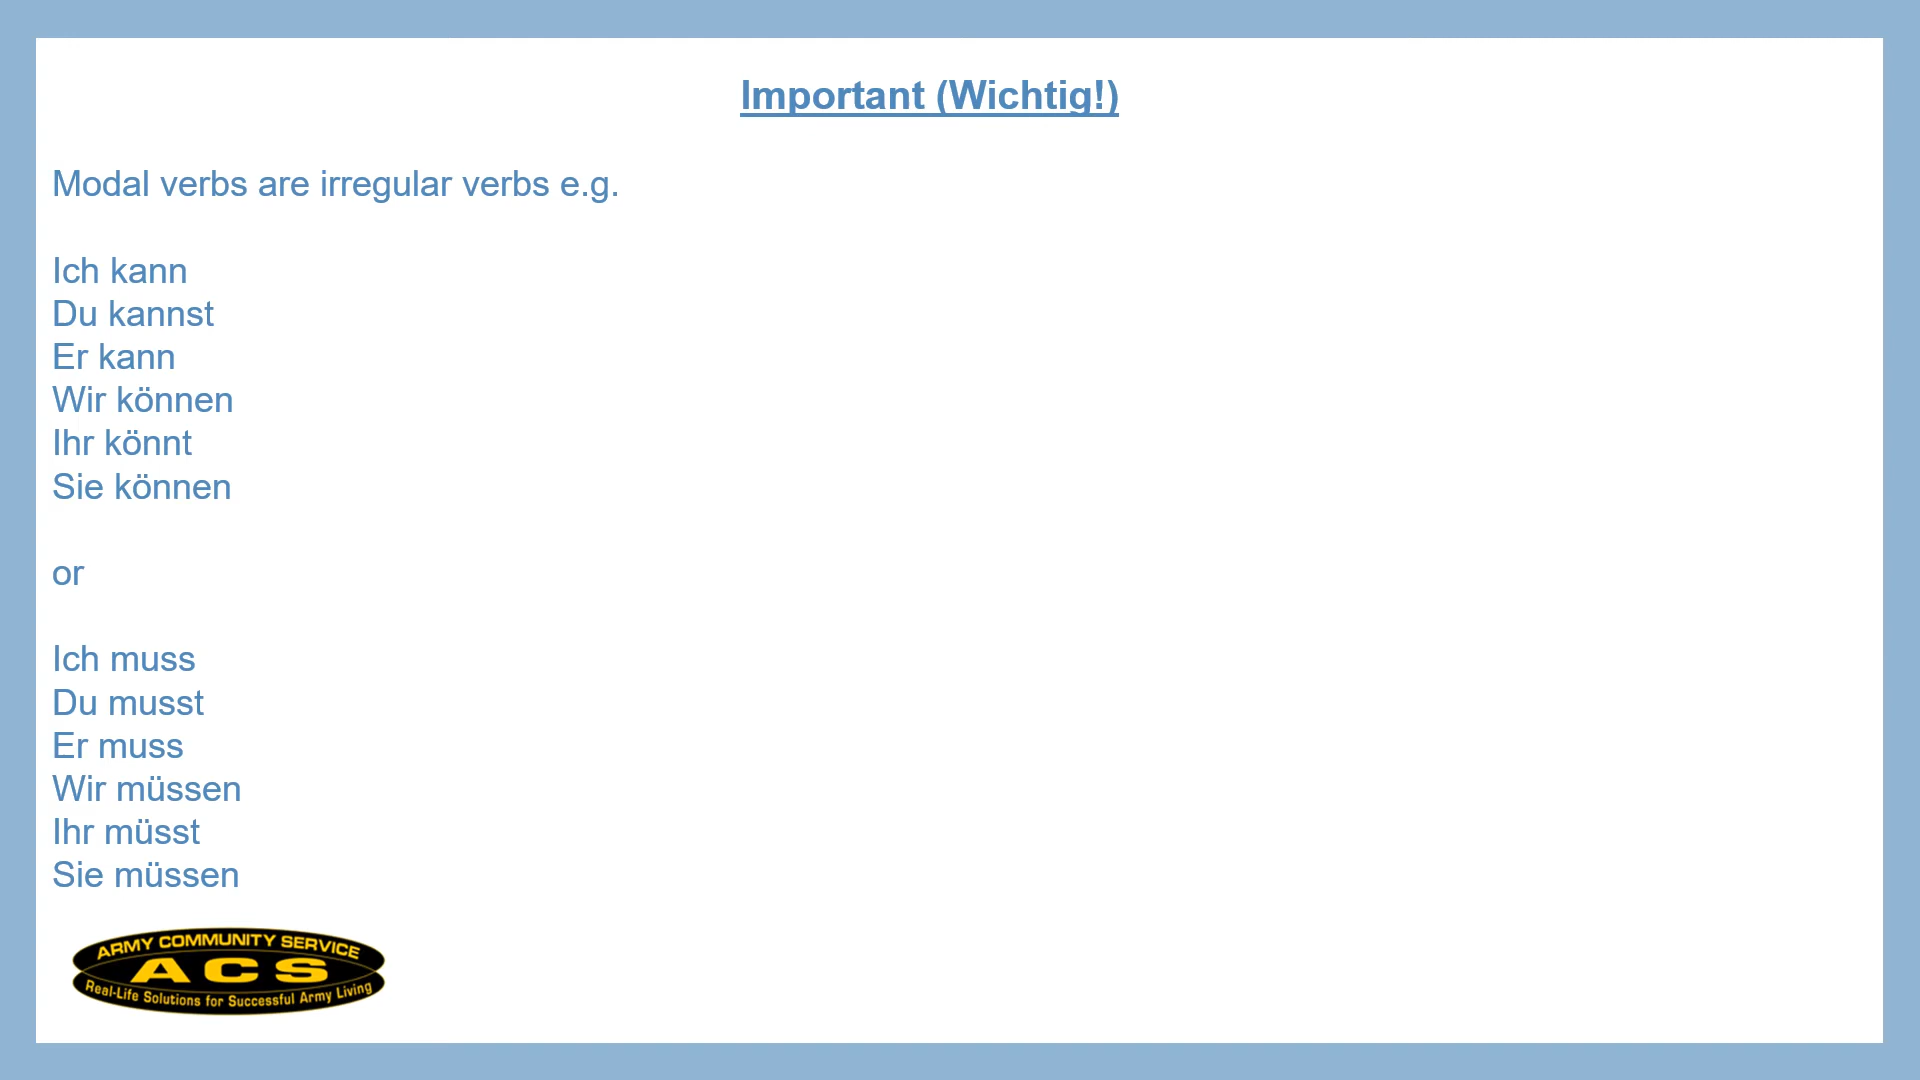 Important (Wichtig!)
Modal verbs are irregular verbs e.g.
Ich kann
Du kannst
Er kann
Wir können
Ihr könnt
Sie können
or
Ich muss
Du musst
Er muss
Wir müssen
Ihr müsst
Sie müssen
ARMY COMMUNITY SERVICE
ACS
Real-Life Solutions for Successful Army Living